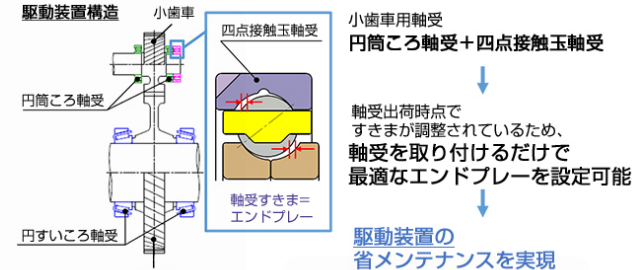 駆動装置構造
小歯車
四点接触玉軸受
円筒ころ軸受
軸受すきま=
エンドプレー
円すいころ軸受
小歯車用軸受
円筒ころ軸受+四点接触玉軸受
軸受出荷時点で
すきまが調整されているため、
軸受を取り付けるだけで
最適なエンドプレーを設定可能
駆動装置の
省メンテナンスを実現